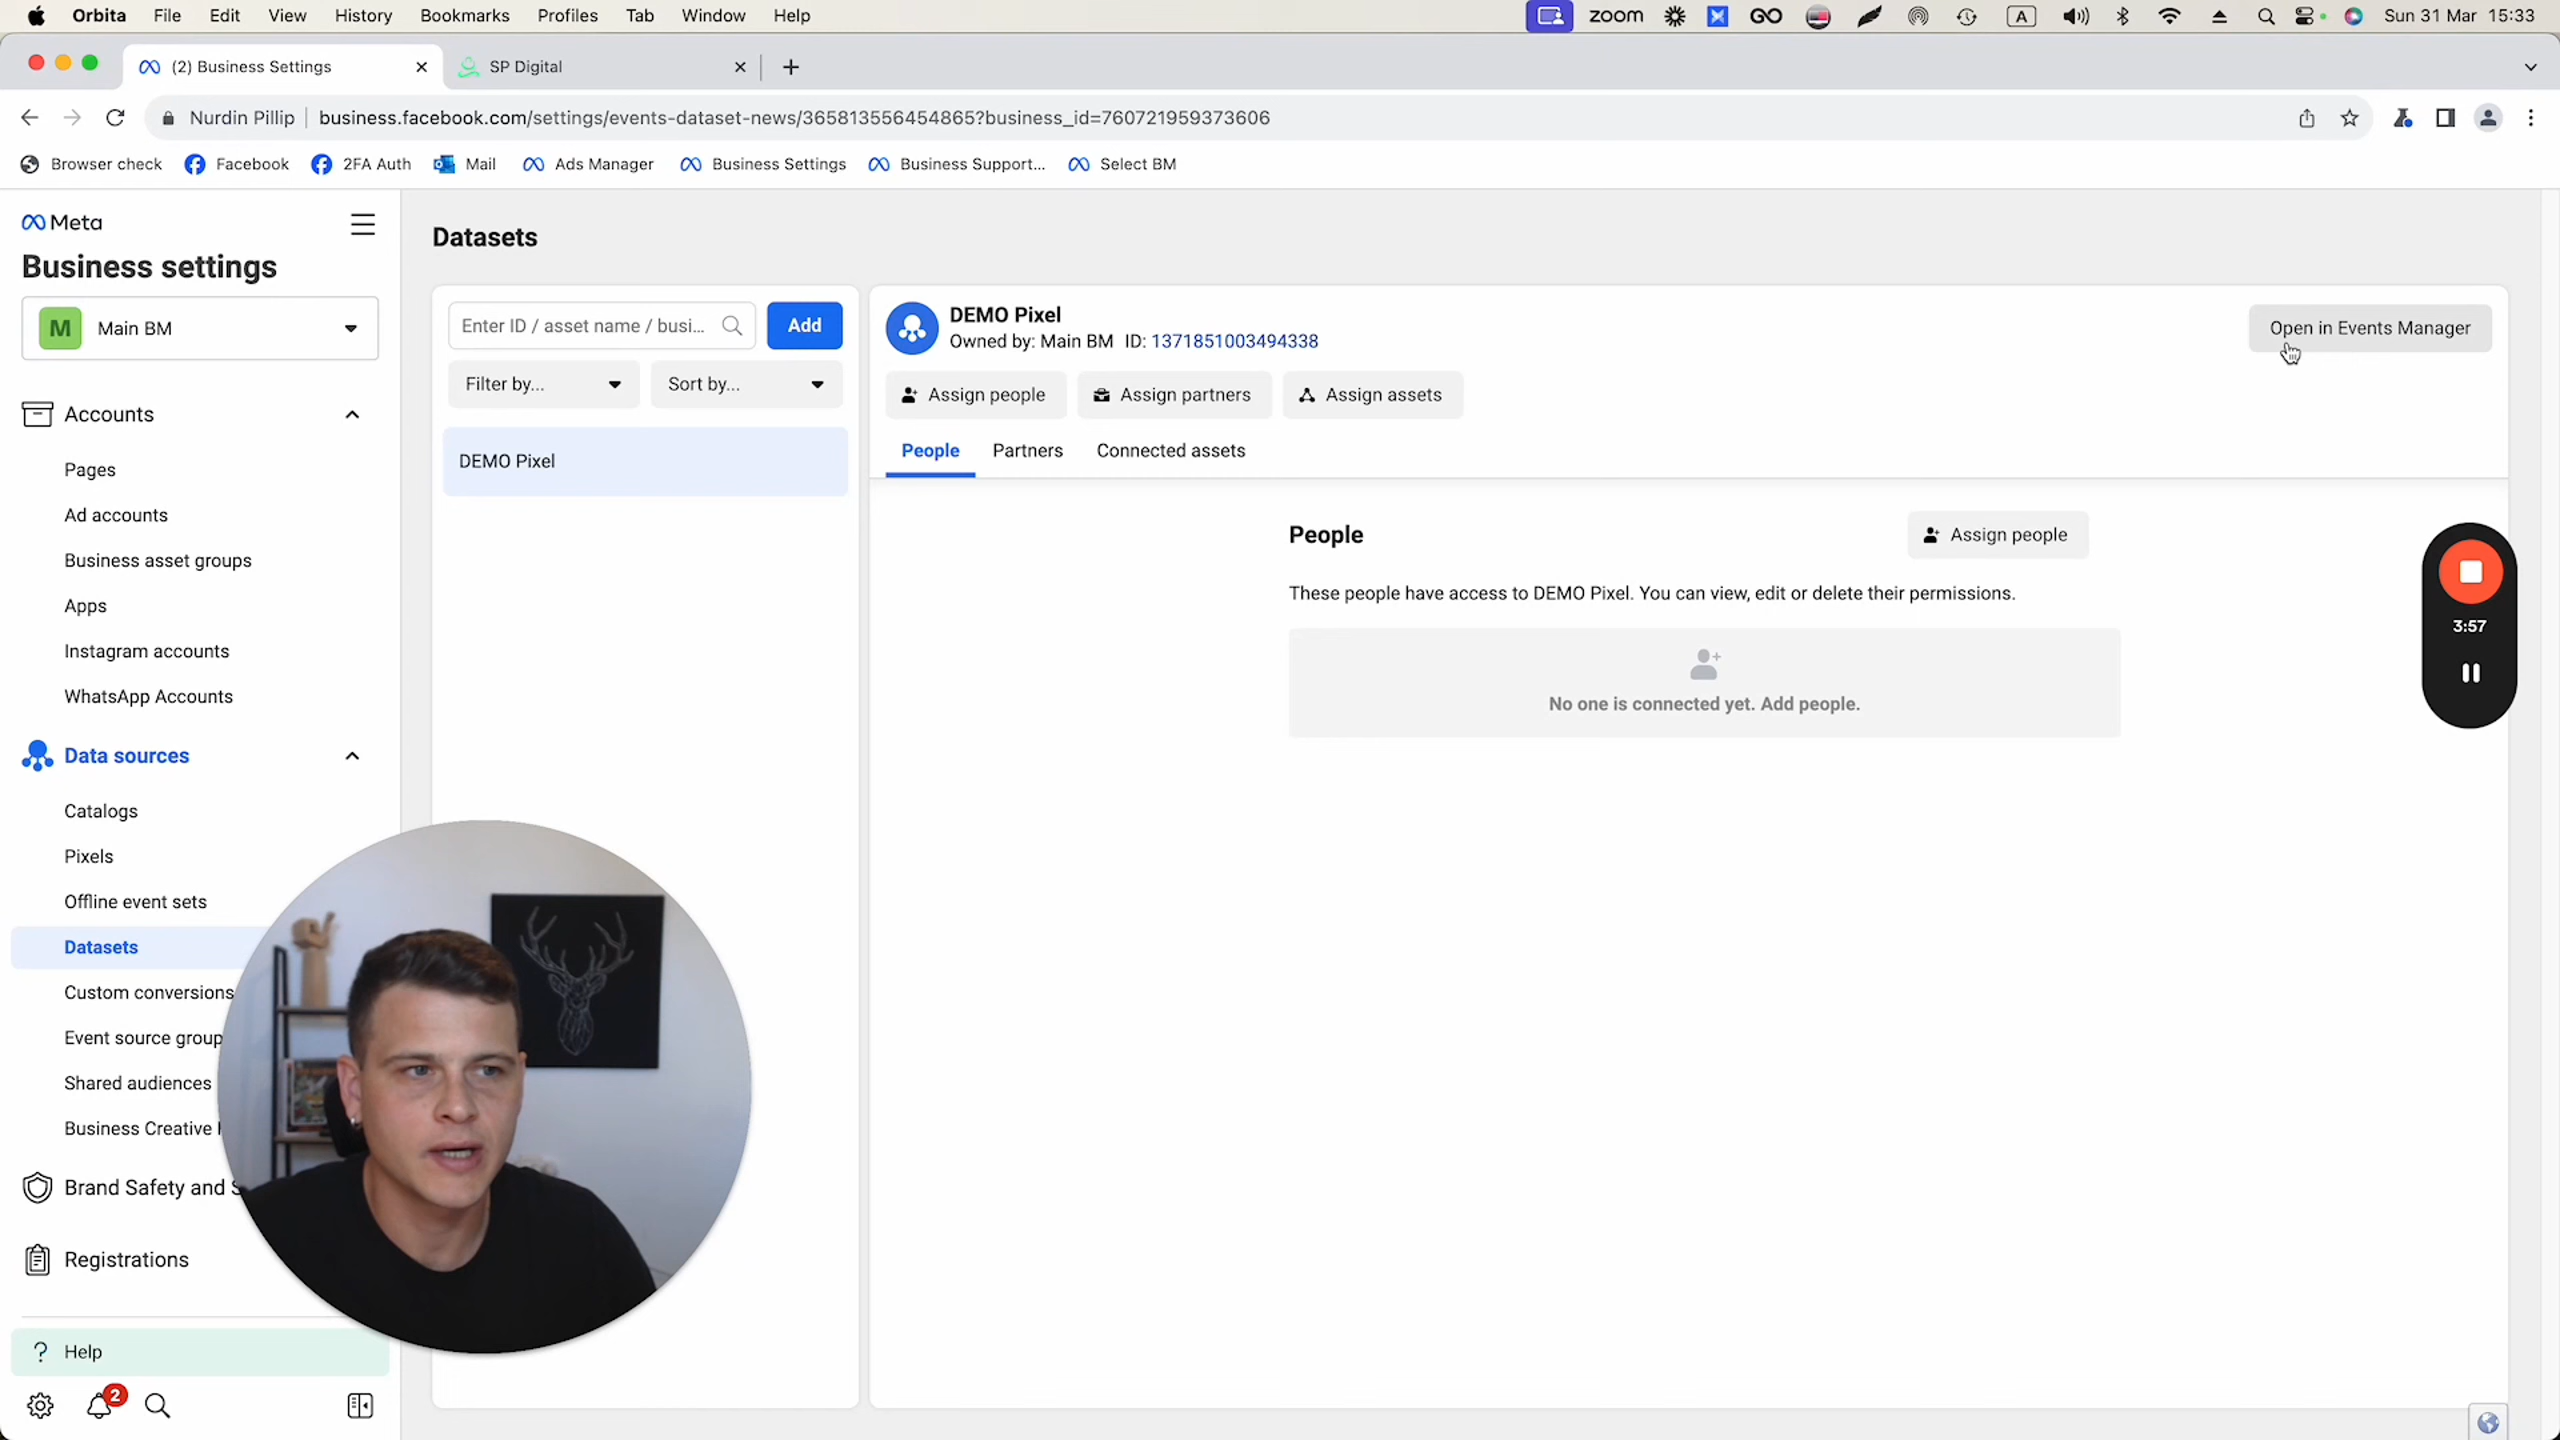 Orbita File Edit View History Bookmarks Profiles Tab Window Help zoom A Sun 31 Mar 15:33
(2) Business Settings SP Digital
Nurdin Pillip business.facebook.com/settings/events-dataset-news/365813556454865?business_id=760721959373606
Browser check Facebook 2FA Auth Mail Ads Manager Business Settings Business Support... Select BM
Meta
Business settings
M Main BM
Accounts
Pages
Ad accounts
Business asset groups
Apps
Instagram accounts
WhatsApp Accounts
Data sources
Catalogs
Pixels
Offline event sets
Datasets
Custom conversions
Event source group
Shared audiences
Business Creative
Brand Safety and S
Registrations
? Help
2
Datasets
Enter ID / asset name / busi... Add
Filter by... Sort by...
DEMO Pixel
DEMO Pixel
Owned by: Main BM ID: 1371851003494338
Open in Events Manager
Assign people Assign partners Assign assets
People Partners Connected assets
People Assign people
These people have access to DEMO Pixel. You can view, edit or delete their permissions.
No one is connected yet. Add people.
3:57